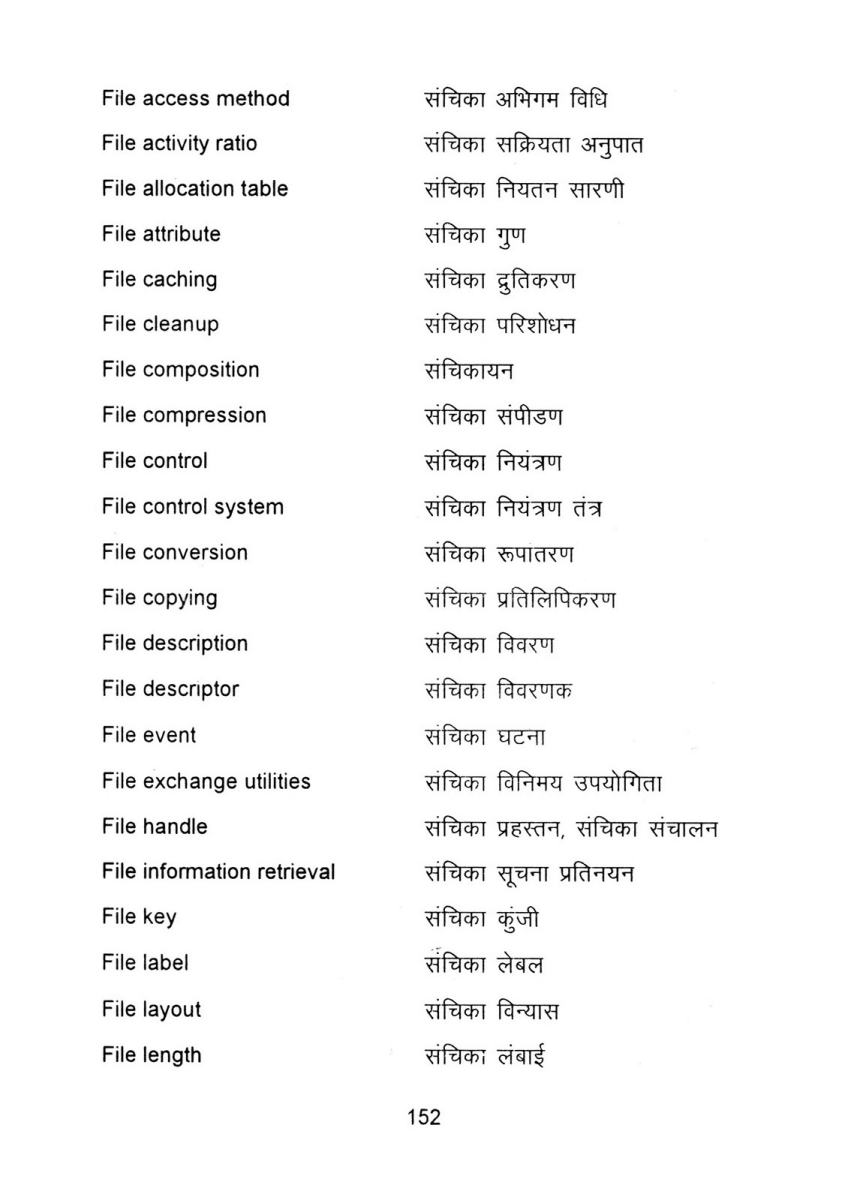 File access method संचिका अभिगम विधि
File activity ratio संचिका सक्रियता अनुपात
File allocation table संचिका नियतन सारणी
File attribute संचिका गुण
File caching संचिका द्रुतिकरण
File cleanup संचिका परिशोधन
File composition संचिकायन
File compression संचिका संपीडण
File control संचिका नियंत्रण
File control system संचिका नियंत्रण तंत्र
File conversion संचिका रूपांतरण
File copying संचिका प्रतिलिपिकरण
File description संचिका विवरण
File descriptor संचिका विवरणक
File event संचिका घटना
File exchange utilities संचिका विनिमय उपयोगिता
File handle संचिका प्रहस्तन, संचिका संचालन
File information retrieval संचिका सूचना प्रतिनयन
File key संचिका कुंजी
File label संचिका लेबल
File layout संचिका विन्यास
File length संचिका लंबाई
152